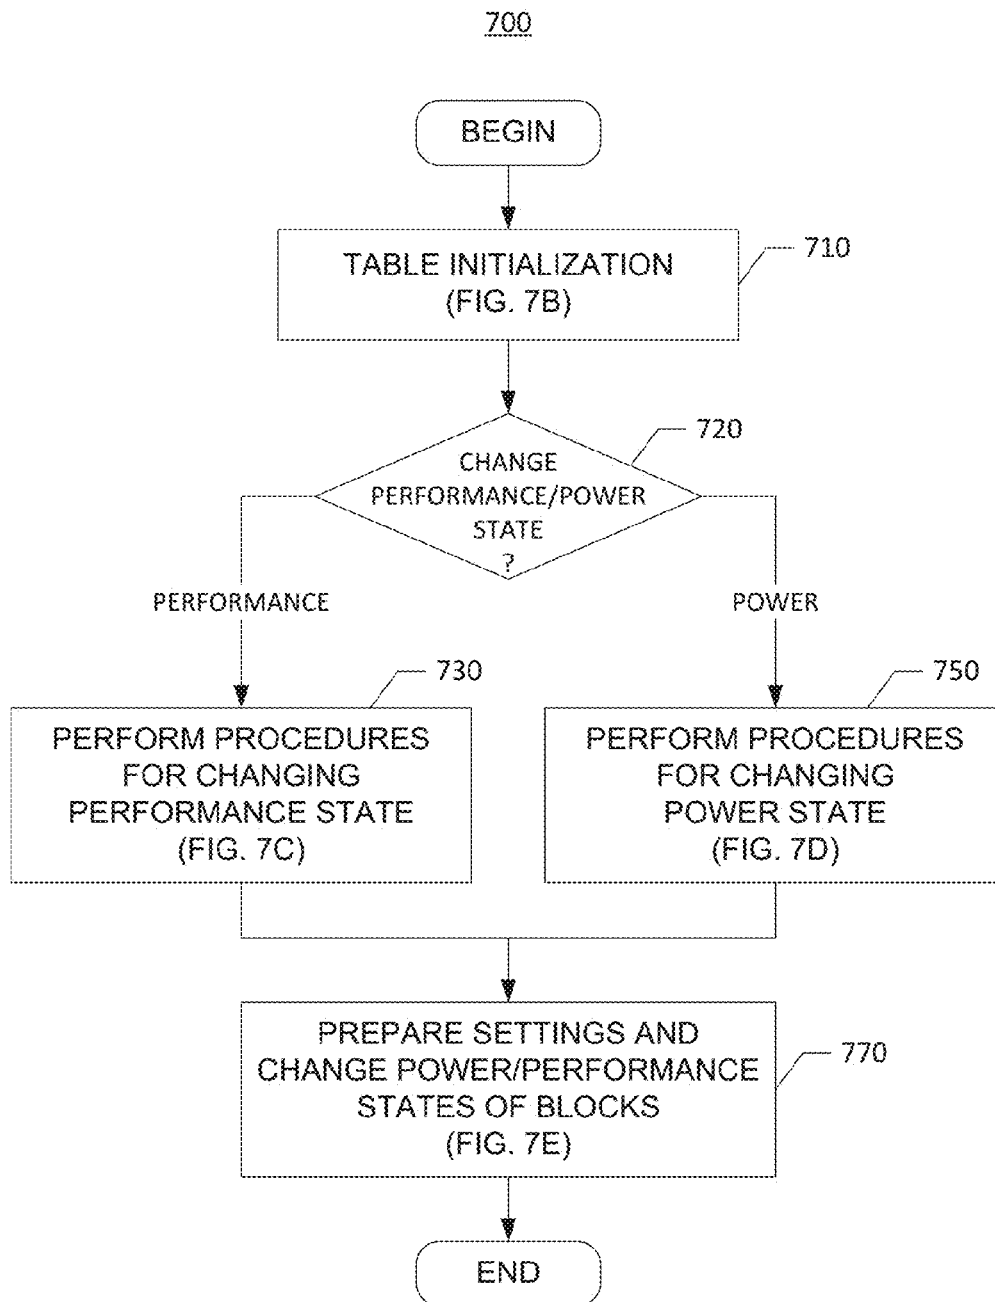 700
BEGIN
TABLE INITIALIZATION
(FIG. 7B)
710
720
CHANGE
PERFORMANCE/POWER
STATE
?
PERFORMANCE
POWER
730
PERFORM PROCEDURES
FOR CHANGING
PERFORMANCE STATE
(FIG. 7C)
750
PERFORM PROCEDURES
FOR CHANGING
POWER STATE
(FIG. 7D)
PREPARE SETTINGS AND
CHANGE POWER/PERFORMANCE
STATES OF BLOCKS
(FIG. 7E)
770
END